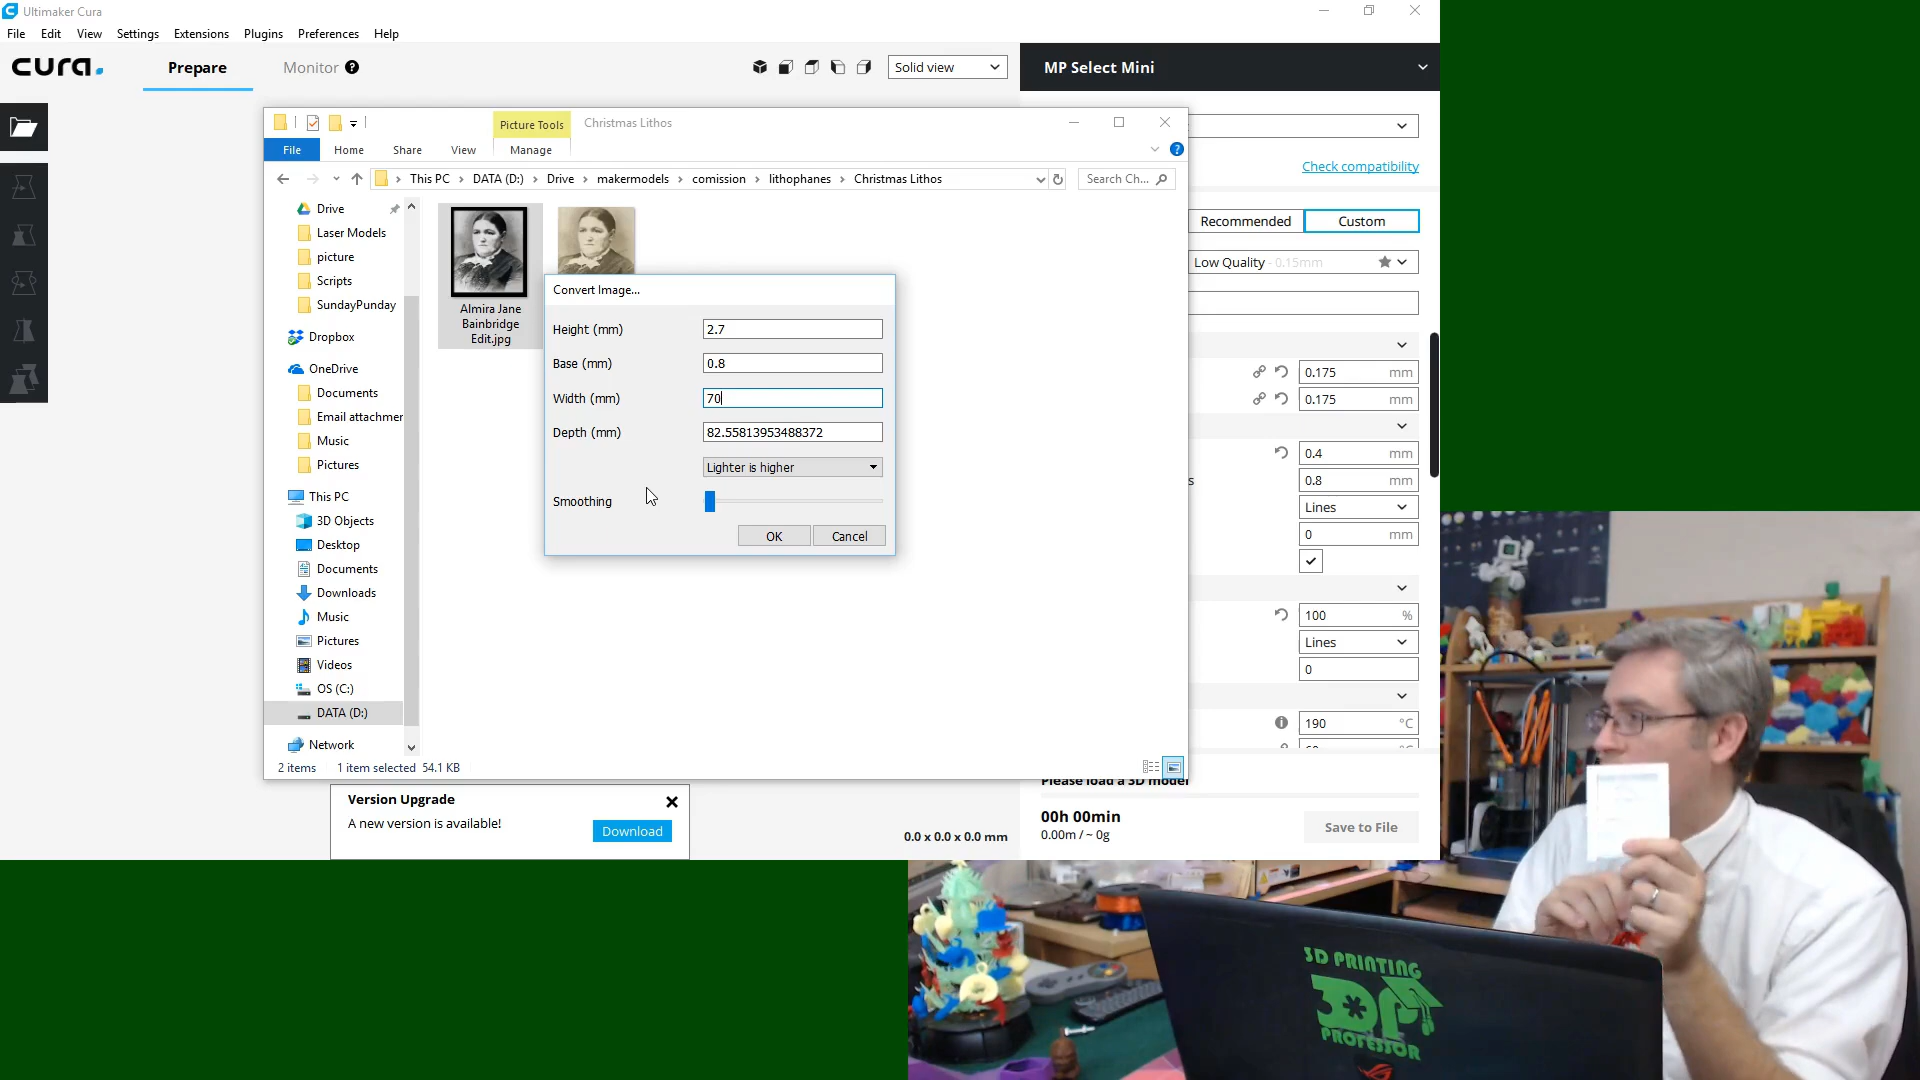 Ultimaker Cura
File Edit View Settings Extensions Plugins Preferences Help
cura. Prepare Monitor ? Solid view MP Select Mini
Picture Tools Christmas Lithos
File Home Share View Manage
Check compatibility
This PC DATA (D:) Drive makermodels comission lithophanes Christmas Lithos Search Ch...
Drive
Laser Models
picture
Scripts
SundayPunday
Dropbox
OneDrive
Documents
Email attachmer
Music
Pictures
This PC
3D Objects
Desktop
Documents
Downloads
Music
Pictures
Videos
OS (C:)
DATA (D:)
Network
2 items 1 item selected 54.1 KB
Almira Jane
Bainbridge
Edit.jpg
Convert Image...
Height (mm) 2.7
Base (mm) 0.8
Width (mm) 70
Depth (mm) 82.55813953488372
Lighter is higher
Smoothing
OK Cancel
Recommended Custom
Low Quality - 0.15mm
0.175 mm
0.175 mm
0.4 mm
s 0.8 mm
Lines
0 mm
100 %
Lines
0
190 °C
Please load a 3D model
00h 00min
0.00m / ~ 0g
Save to File
Version Upgrade
A new version is available!
Download
0.0 x 0.0 x 0.0 mm
3D PRINTING
3DP
PROFESSOR